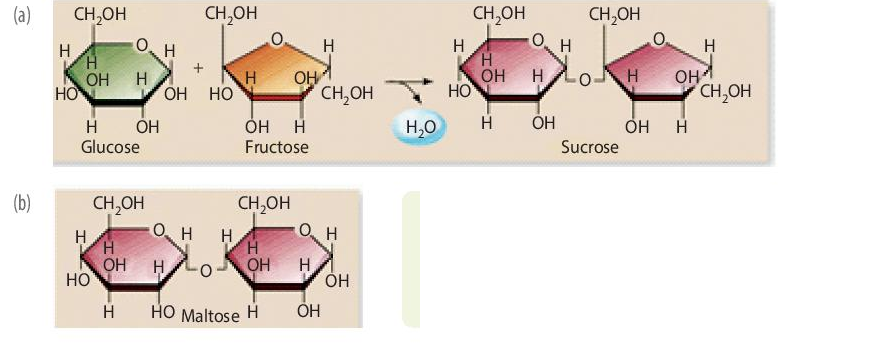 (a)
CH₂OH CH₂OH CH₂OH CH₂OH
O O O O
H H H H H H
H H
OH H H OH OH H H OH
+
HO OH HO CH₂OH HO O CH₂OH
H OH OH H H₂O H OH OH H
Glucose Fructose Sucrose
(b)
CH₂OH CH₂OH
O O
H H H H
H H
OH H OH H
HO O OH
H HO Maltose H OH